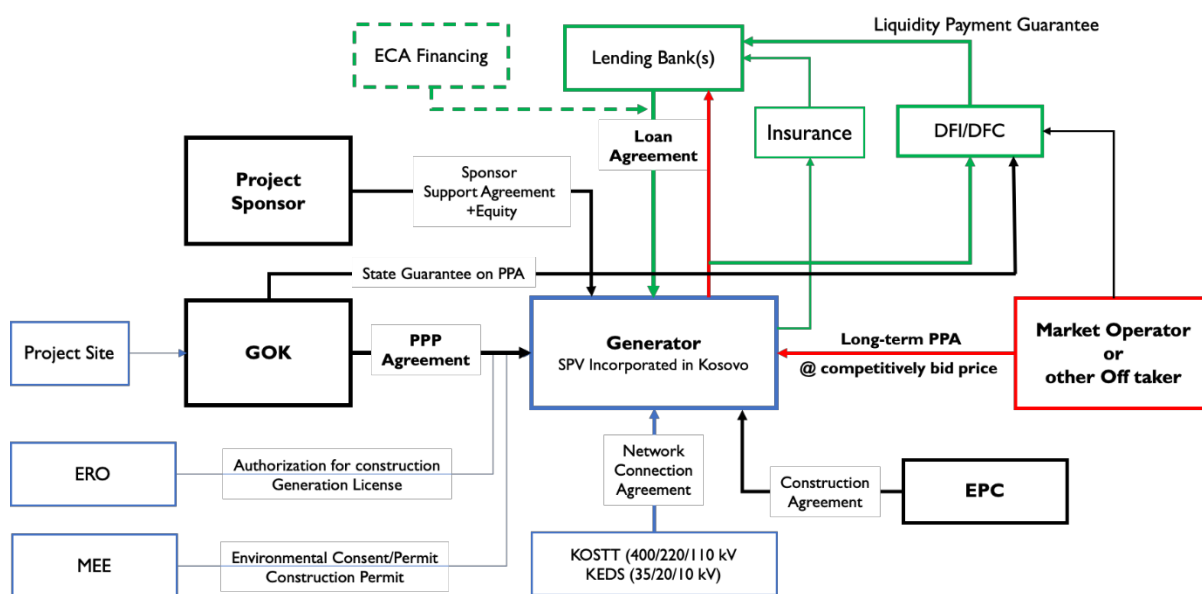 Liquidity Payment Guarantee
ECA Financing
Lending Bank(s)
Insurance
DFI/DFC
Loan
Agreement
Project
Sponsor
Sponsor
Support Agreement
+Equity
State Guarantee on PPA
Project Site
GOK
PPP
Agreement
Generator
SPV Incorporated in Kosovo
Long-term PPA
@ competitively bid price
Market Operator
or
other Off taker
ERO
Authorization for construction
Generation License
Network
Connection
Agreement
Construction
Agreement
EPC
MEE
Environmental Consent/Permit
Construction Permit
KOSTT (400/220/110 kV
KEDS (35/20/10 kV)